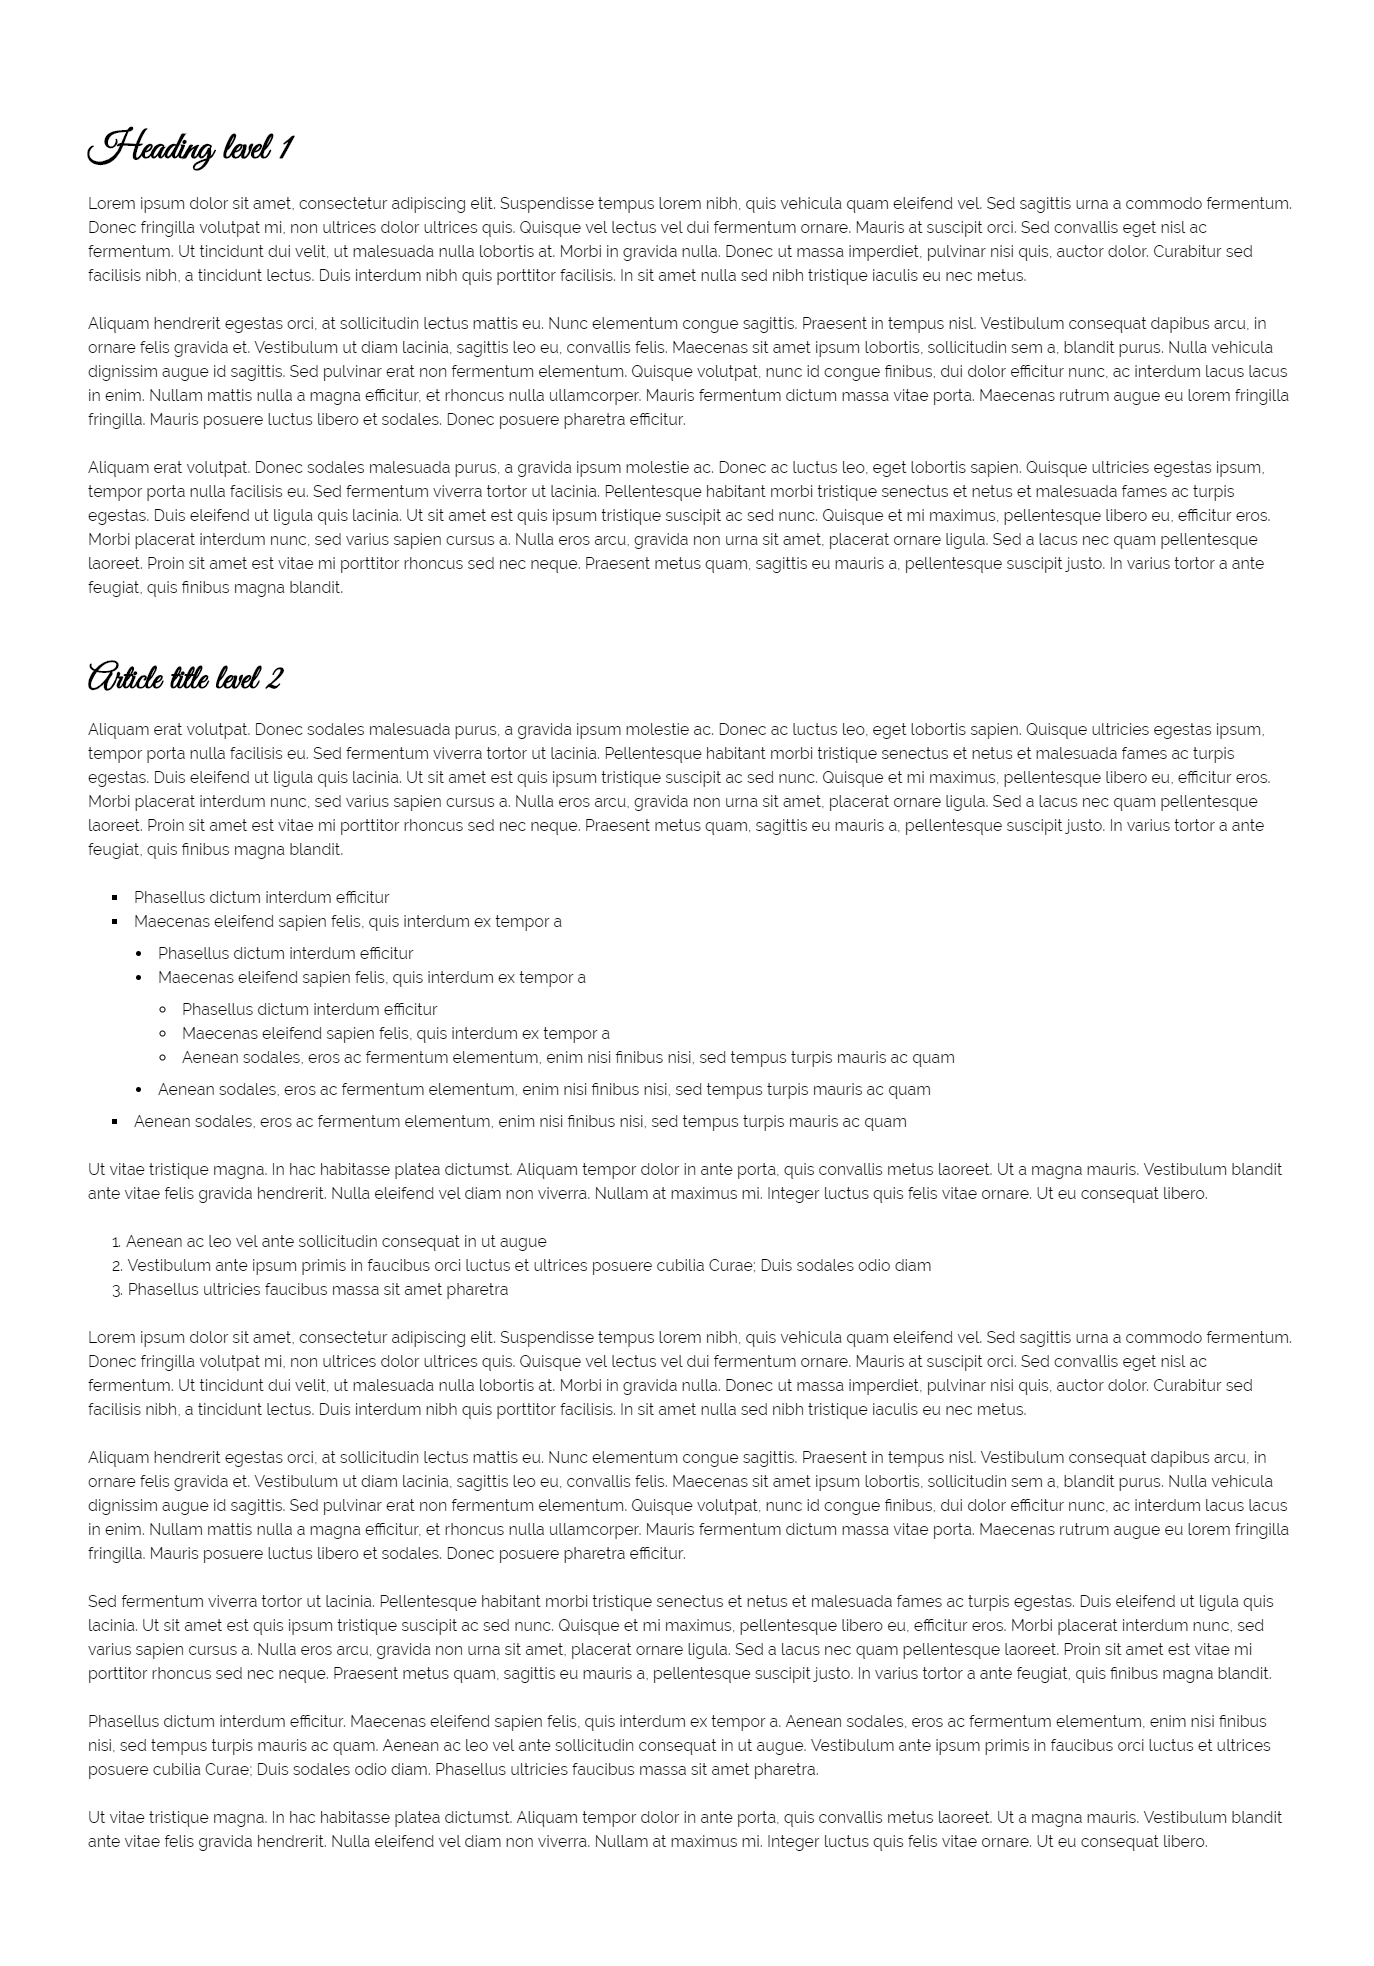 Heading level 1
Lorem ipsum dolor sit amet, consectetur adipiscing elit. Suspendisse tempus lorem nibh, quis vehicula quam eleifend vel. Sed sagittis urna a commodo fermentum.
Donec fringilla volutpat mi, non ultrices dolor ultrices quis. Quisque vel lectus vel dui fermentum ornare. Mauris at suscipit orci. Sed convallis eget nisl ac
fermentum. Ut tincidunt dui velit, ut malesuada nulla lobortis at. Morbi in gravida nulla. Donec ut massa imperdiet, pulvinar nisi quis, auctor dolor. Curabitur sed
facilisis nibh, a tincidunt lectus. Duis interdum nibh quis porttitor facilisis. In sit amet nulla sed nibh tristique iaculis eu nec metus.
Aliquam hendrerit egestas orci, at sollicitudin lectus mattis eu. Nunc elementum congue sagittis. Praesent in tempus nisl. Vestibulum consequat dapibus arcu, in
ornare felis gravida et. Vestibulum ut diam lacinia, sagittis leo eu, convallis felis. Maecenas sit amet ipsum lobortis, sollicitudin sem a, blandit purus. Nulla vehicula
dignissim augue id sagittis. Sed pulvinar erat non fermentum elementum. Quisque volutpat, nunc id congue finibus, dui dolor efficitur nunc, ac interdum lacus lacus
in enim. Nullam mattis nulla a magna efficitur, et rhoncus nulla ullamcorper. Mauris fermentum dictum massa vitae porta. Maecenas rutrum augue eu lorem fringilla
fringilla. Mauris posuere luctus libero et sodales. Donec posuere pharetra efficitur.
Aliquam erat volutpat. Donec sodales malesuada purus, a gravida ipsum molestie ac. Donec ac luctus leo, eget lobortis sapien. Quisque ultricies egestas ipsum,
tempor porta nulla facilisis eu. Sed fermentum viverra tortor ut lacinia. Pellentesque habitant morbi tristique senectus et netus et malesuada fames ac turpis
egestas. Duis eleifend ut ligula quis lacinia. Ut sit amet est quis ipsum tristique suscipit ac sed nunc. Quisque et mi maximus, pellentesque libero eu, efficitur eros.
Morbi placerat interdum nunc, sed varius sapien cursus a. Nulla eros arcu, gravida non urna sit amet, placerat ornare ligula. Sed a lacus nec quam pellentesque
laoreet. Proin sit amet est vitae mi porttitor rhoncus sed nec neque. Praesent metus quam, sagittis eu mauris a, pellentesque suscipit justo. In varius tortor a ante
feugiat, quis finibus magna blandit.
Article title level 2
Aliquam erat volutpat. Donec sodales malesuada purus, a gravida ipsum molestie ac. Donec ac luctus leo, eget lobortis sapien. Quisque ultricies egestas ipsum,
tempor porta nulla facilisis eu. Sed fermentum viverra tortor ut lacinia. Pellentesque habitant morbi tristique senectus et netus et malesuada fames ac turpis
egestas. Duis eleifend ut ligula quis lacinia. Ut sit amet est quis ipsum tristique suscipit ac sed nunc. Quisque et mi maximus, pellentesque libero eu, efficitur eros.
Morbi placerat interdum nunc, sed varius sapien cursus a. Nulla eros arcu, gravida non urna sit amet, placerat ornare ligula. Sed a lacus nec quam pellentesque
laoreet. Proin sit amet est vitae mi porttitor rhoncus sed nec neque. Praesent metus quam, sagittis eu mauris a, pellentesque suscipit justo. In varius tortor a ante
feugiat, quis finibus magna blandit.
▪ Phasellus dictum interdum efficitur
▪ Maecenas eleifend sapien felis, quis interdum ex tempor a
• Phasellus dictum interdum efficitur
• Maecenas eleifend sapien felis, quis interdum ex tempor a
◦ Phasellus dictum interdum efficitur
◦ Maecenas eleifend sapien felis, quis interdum ex tempor a
◦ Aenean sodales, eros ac fermentum elementum, enim nisi finibus nisi, sed tempus turpis mauris ac quam
• Aenean sodales, eros ac fermentum elementum, enim nisi finibus nisi, sed tempus turpis mauris ac quam
▪ Aenean sodales, eros ac fermentum elementum, enim nisi finibus nisi, sed tempus turpis mauris ac quam
Ut vitae tristique magna. In hac habitasse platea dictumst. Aliquam tempor dolor in ante porta, quis convallis metus laoreet. Ut a magna mauris. Vestibulum blandit
ante vitae felis gravida hendrerit. Nulla eleifend vel diam non viverra. Nullam at maximus mi. Integer luctus quis felis vitae ornare. Ut eu consequat libero.
1. Aenean ac leo vel ante sollicitudin consequat in ut augue
2. Vestibulum ante ipsum primis in faucibus orci luctus et ultrices posuere cubilia Curae; Duis sodales odio diam
3. Phasellus ultricies faucibus massa sit amet pharetra
Lorem ipsum dolor sit amet, consectetur adipiscing elit. Suspendisse tempus lorem nibh, quis vehicula quam eleifend vel. Sed sagittis urna a commodo fermentum.
Donec fringilla volutpat mi, non ultrices dolor ultrices quis. Quisque vel lectus vel dui fermentum ornare. Mauris at suscipit orci. Sed convallis eget nisl ac
fermentum. Ut tincidunt dui velit, ut malesuada nulla lobortis at. Morbi in gravida nulla. Donec ut massa imperdiet, pulvinar nisi quis, auctor dolor. Curabitur sed
facilisis nibh, a tincidunt lectus. Duis interdum nibh quis porttitor facilisis. In sit amet nulla sed nibh tristique iaculis eu nec metus.
Aliquam hendrerit egestas orci, at sollicitudin lectus mattis eu. Nunc elementum congue sagittis. Praesent in tempus nisl. Vestibulum consequat dapibus arcu, in
ornare felis gravida et. Vestibulum ut diam lacinia, sagittis leo eu, convallis felis. Maecenas sit amet ipsum lobortis, sollicitudin sem a, blandit purus. Nulla vehicula
dignissim augue id sagittis. Sed pulvinar erat non fermentum elementum. Quisque volutpat, nunc id congue finibus, dui dolor efficitur nunc, ac interdum lacus lacus
in enim. Nullam mattis nulla a magna efficitur, et rhoncus nulla ullamcorper. Mauris fermentum dictum massa vitae porta. Maecenas rutrum augue eu lorem fringilla
fringilla. Mauris posuere luctus libero et sodales. Donec posuere pharetra efficitur.
Sed fermentum viverra tortor ut lacinia. Pellentesque habitant morbi tristique senectus et netus et malesuada fames ac turpis egestas. Duis eleifend ut ligula quis
lacinia. Ut sit amet est quis ipsum tristique suscipit ac sed nunc. Quisque et mi maximus, pellentesque libero eu, efficitur eros. Morbi placerat interdum nunc, sed
varius sapien cursus a. Nulla eros arcu, gravida non urna sit amet, placerat ornare ligula. Sed a lacus nec quam pellentesque laoreet. Proin sit amet est vitae mi
porttitor rhoncus sed nec neque. Praesent metus quam, sagittis eu mauris a, pellentesque suscipit justo. In varius tortor a ante feugiat, quis finibus magna blandit.
Phasellus dictum interdum efficitur. Maecenas eleifend sapien felis, quis interdum ex tempor a. Aenean sodales, eros ac fermentum elementum, enim nisi finibus
nisi, sed tempus turpis mauris ac quam. Aenean ac leo vel ante sollicitudin consequat in ut augue. Vestibulum ante ipsum primis in faucibus orci luctus et ultrices
posuere cubilia Curae; Duis sodales odio diam. Phasellus ultricies faucibus massa sit amet pharetra.
Ut vitae tristique magna. In hac habitasse platea dictumst. Aliquam tempor dolor in ante porta, quis convallis metus laoreet. Ut a magna mauris. Vestibulum blandit
ante vitae felis gravida hendrerit. Nulla eleifend vel diam non viverra. Nullam at maximus mi. Integer luctus quis felis vitae ornare. Ut eu consequat libero.